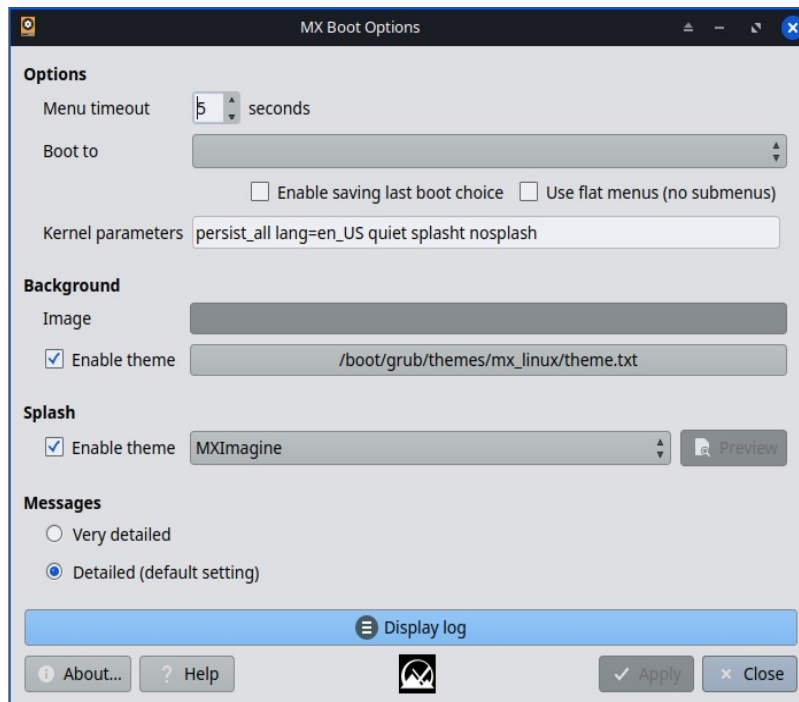 MX Boot Options
Options
Menu timeout 5 seconds
Boot to
Enable saving last boot choice Use flat menus (no submenus)
Kernel parameters persist_all lang=en_US quiet splasht nosplash
Background
Image
Enable theme /boot/grub/themes/mx_linux/theme.txt
Splash
Enable theme MXImagine Preview
Messages
Very detailed
Detailed (default setting)
Display log
About... Help Apply Close